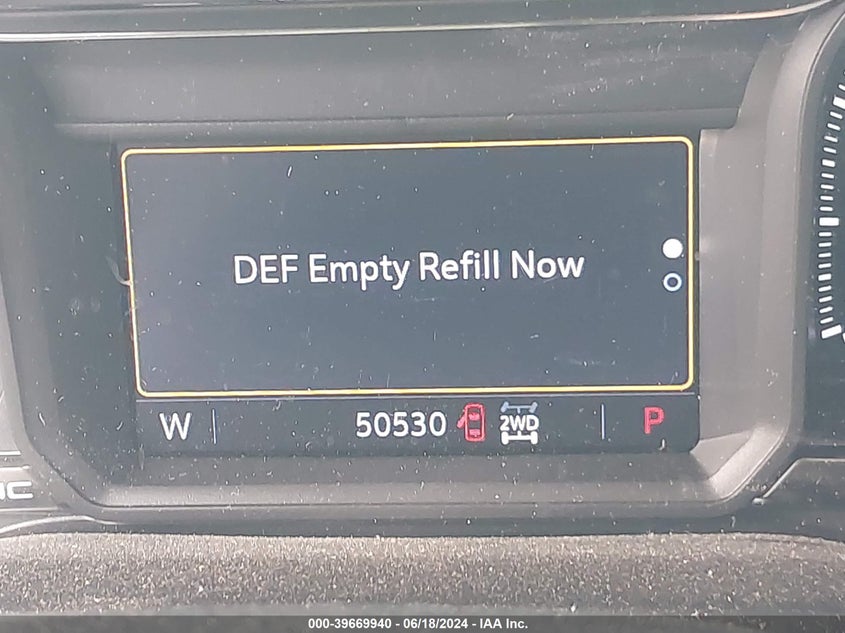 DEF Empty Refill Now
W 50530 2WD P
000-39669940 - 06/18/2024 - IAA Inc.